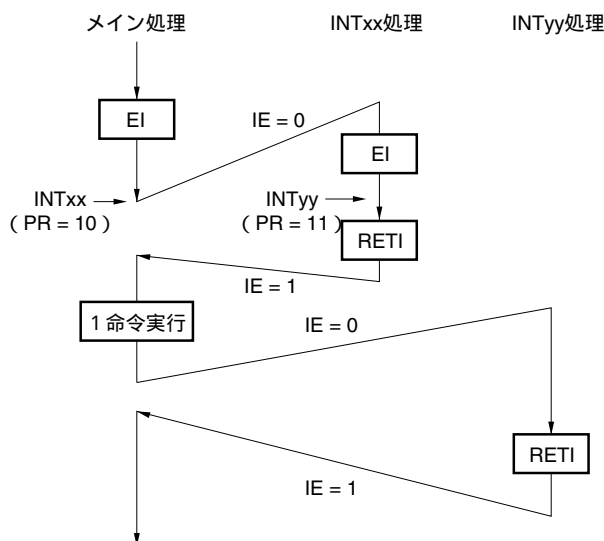 メイン処理
INTxx処理
INTyy処理
EI
IE = 0
EI
INTxx
（PR = 10）
INTyy
（PR = 11）
RETI
IE = 1
１命令実行
IE = 0
RETI
IE = 1